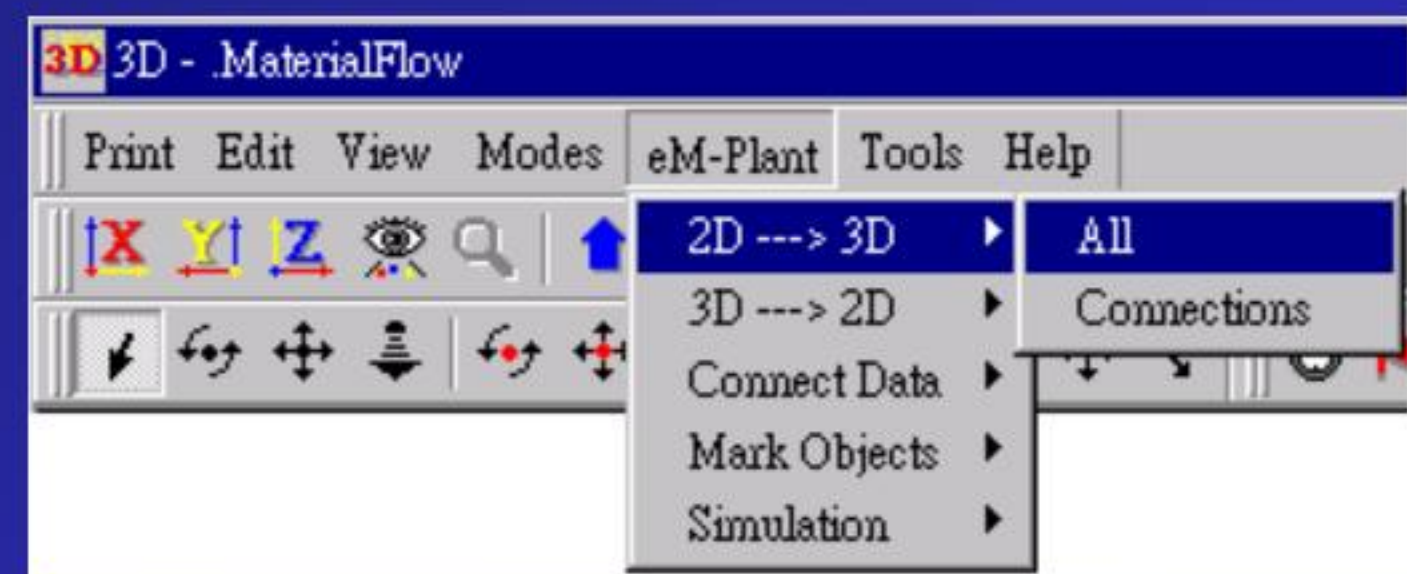 3D 3D - .MaterialFlow
Print Edit View Modes eM-Plant Tools Help
X Y Z
2D ---> 3D
All
3D ---> 2D
Connections
Connect Data
Mark Objects
Simulation